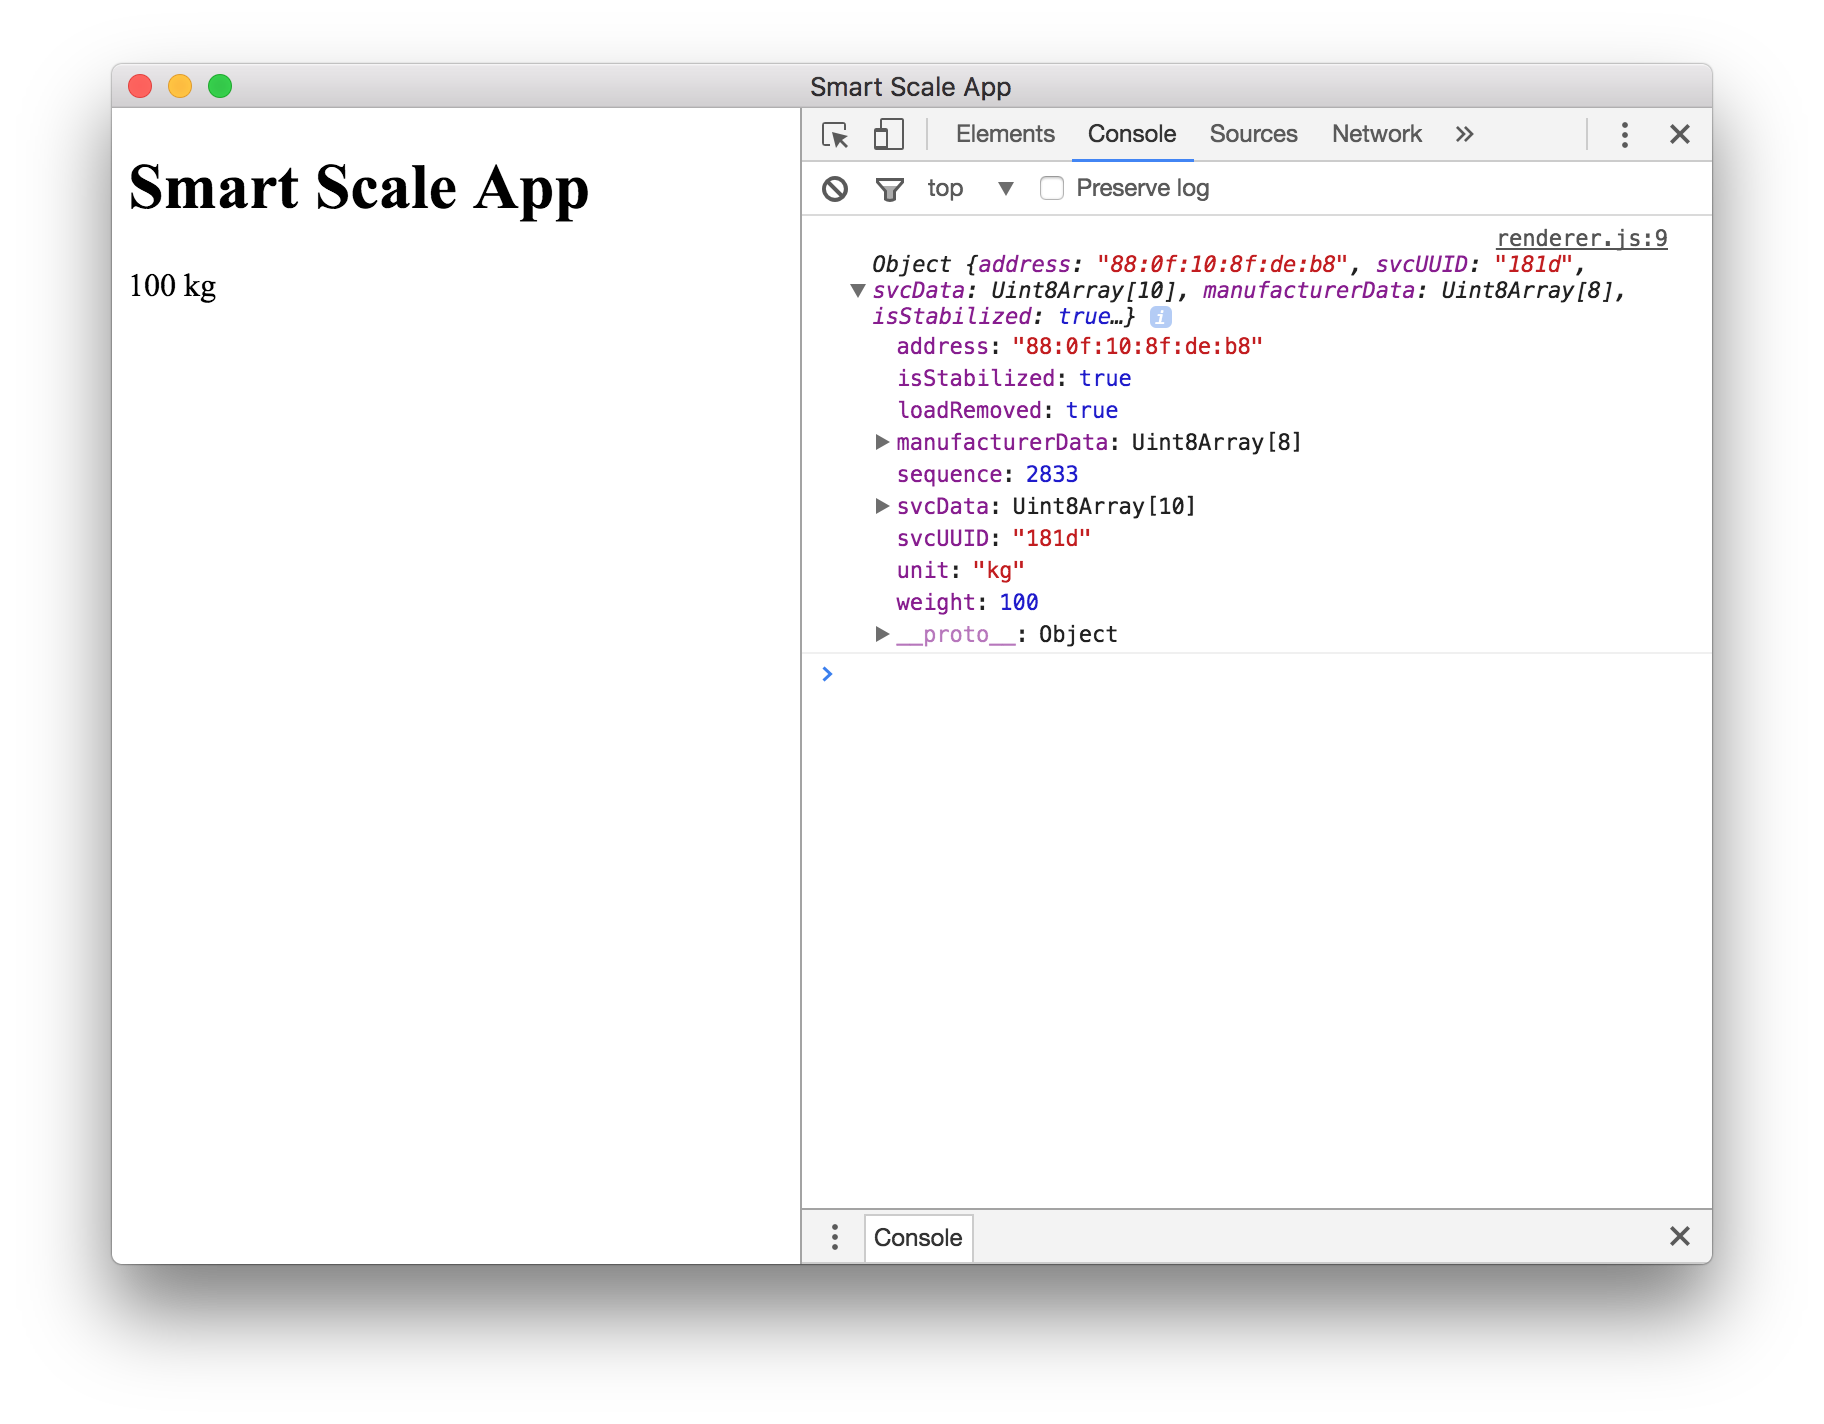 Smart Scale App
Smart Scale App
100 kg
Elements Console Sources Network
top Preserve log
renderer.js:9
Object {address: "88:0f:10:8f:de:b8", svcUUID: "181d",
svcData: Uint8Array[10], manufacturerData: Uint8Array[8],
isStabilized: true…} i
address: "88:0f:10:8f:de:b8"
isStabilized: true
loadRemoved: true
manufacturerData: Uint8Array[8]
sequence: 2833
svcData: Uint8Array[10]
svcUUID: "181d"
unit: "kg"
weight: 100
__proto__: Object
Console